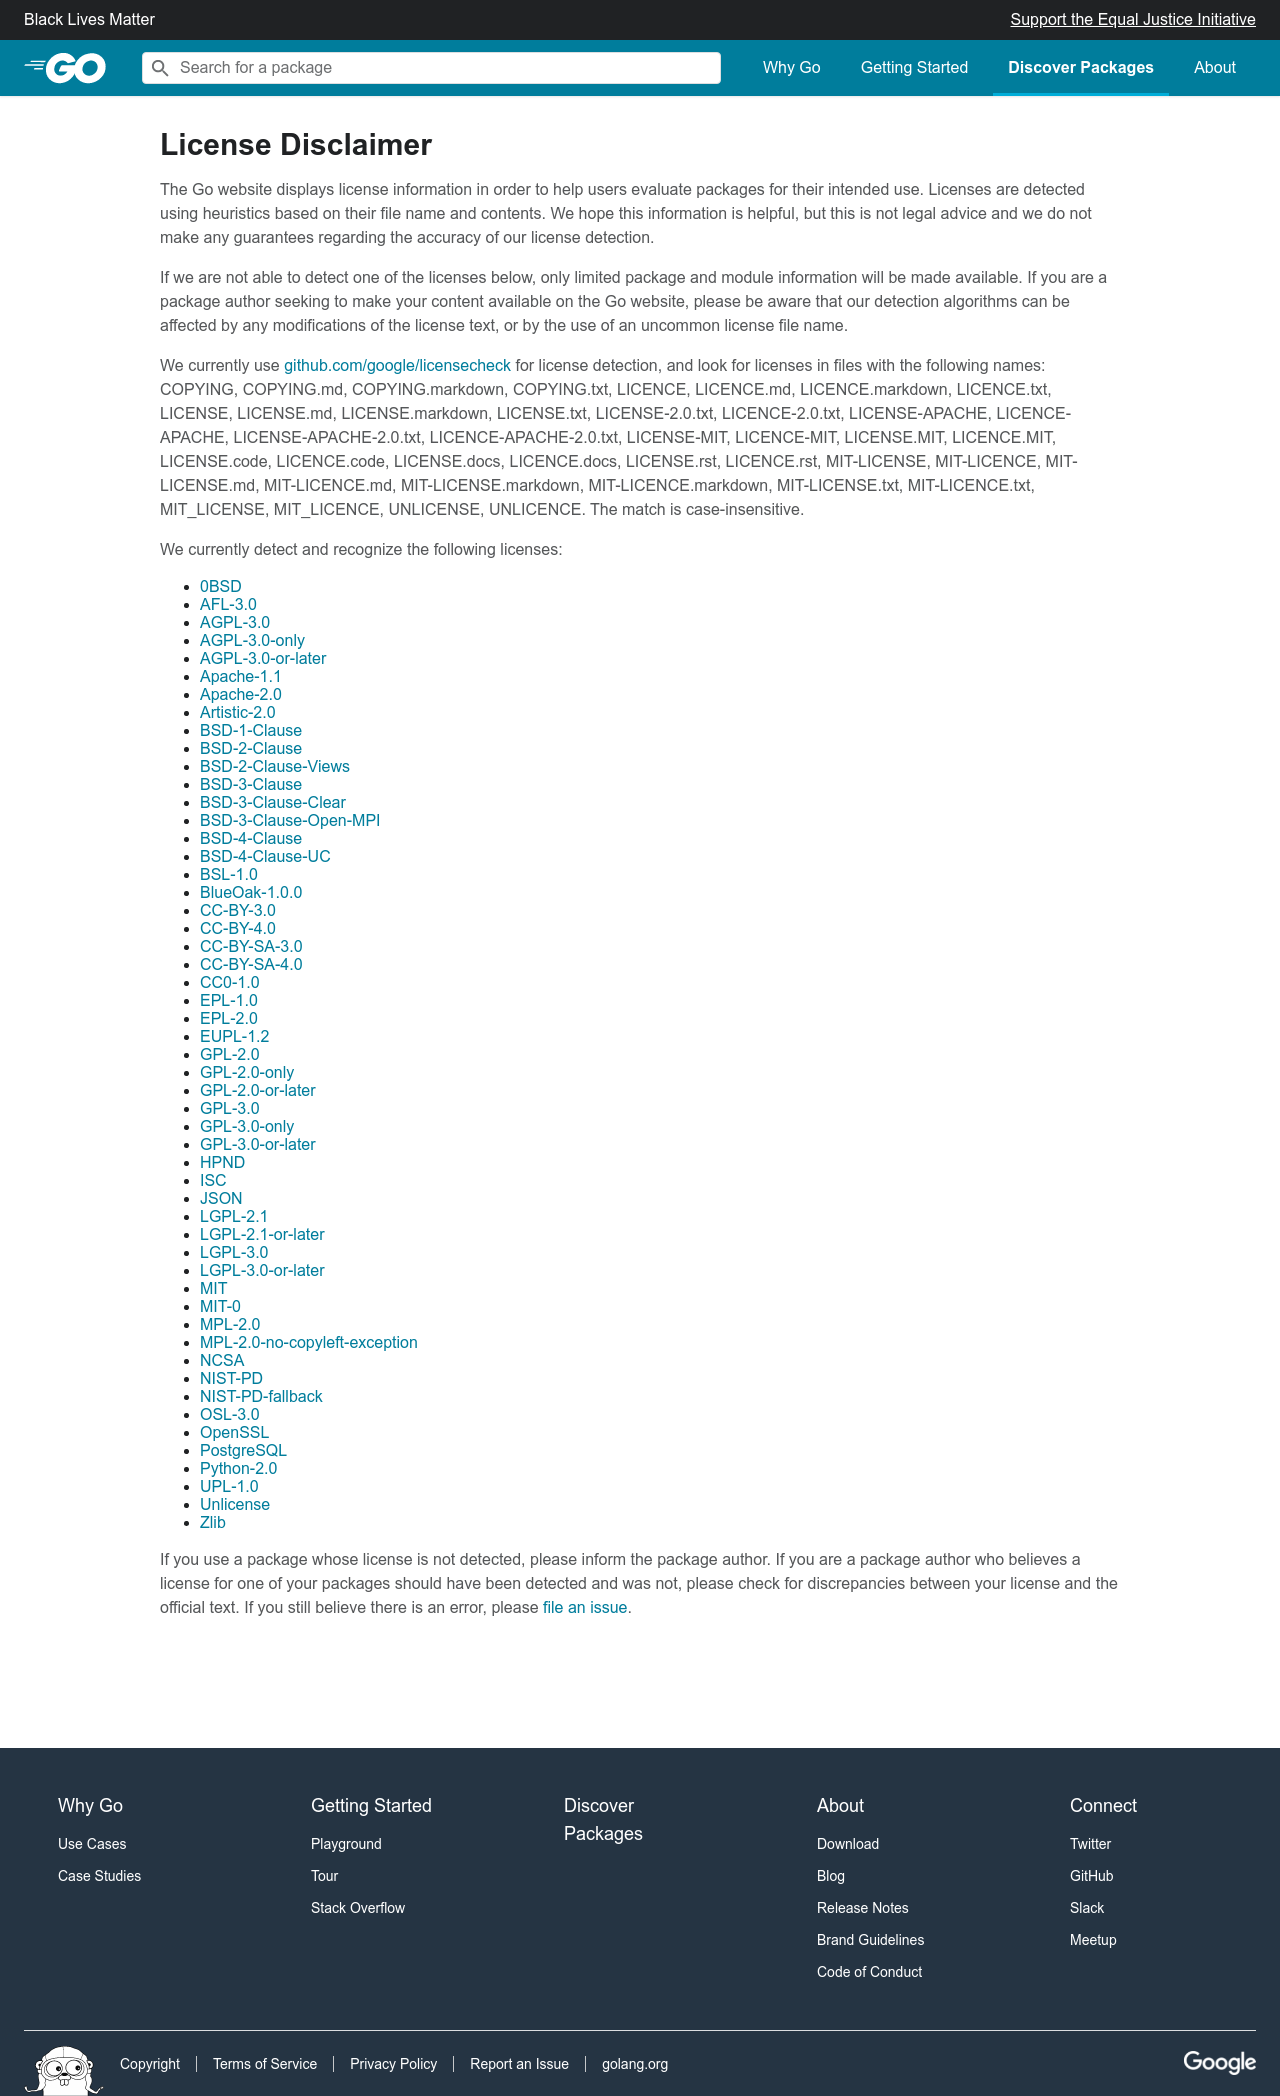 Black Lives Matter
Support the Equal Justice Initiative
GO
Search for a package
Why Go
Getting Started
Discover Packages
About
License Disclaimer
The Go website displays license information in order to help users evaluate packages for their intended use. Licenses are detected
using heuristics based on their file name and contents. We hope this information is helpful, but this is not legal advice and we do not
make any guarantees regarding the accuracy of our license detection.
If we are not able to detect one of the licenses below, only limited package and module information will be made available. If you are a
package author seeking to make your content available on the Go website, please be aware that our detection algorithms can be
affected by any modifications of the license text, or by the use of an uncommon license file name.
We currently use github.com/google/licensecheck for license detection, and look for licenses in files with the following names:
COPYING, COPYING.md, COPYING.markdown, COPYING.txt, LICENCE, LICENCE.md, LICENCE.markdown, LICENCE.txt,
LICENSE, LICENSE.md, LICENSE.markdown, LICENSE.txt, LICENSE-2.0.txt, LICENCE-2.0.txt, LICENSE-APACHE, LICENCE-
APACHE, LICENSE-APACHE-2.0.txt, LICENCE-APACHE-2.0.txt, LICENSE-MIT, LICENCE-MIT, LICENSE.MIT, LICENCE.MIT,
LICENSE.code, LICENCE.code, LICENSE.docs, LICENCE.docs, LICENSE.rst, LICENCE.rst, MIT-LICENSE, MIT-LICENCE, MIT-
LICENSE.md, MIT-LICENCE.md, MIT-LICENSE.markdown, MIT-LICENCE.markdown, MIT-LICENSE.txt, MIT-LICENCE.txt,
MIT_LICENSE, MIT_LICENCE, UNLICENSE, UNLICENCE. The match is case-insensitive.
We currently detect and recognize the following licenses:
0BSD
AFL-3.0
AGPL-3.0
AGPL-3.0-only
AGPL-3.0-or-later
Apache-1.1
Apache-2.0
Artistic-2.0
BSD-1-Clause
BSD-2-Clause
BSD-2-Clause-Views
BSD-3-Clause
BSD-3-Clause-Clear
BSD-3-Clause-Open-MPI
BSD-4-Clause
BSD-4-Clause-UC
BSL-1.0
BlueOak-1.0.0
CC-BY-3.0
CC-BY-4.0
CC-BY-SA-3.0
CC-BY-SA-4.0
CC0-1.0
EPL-1.0
EPL-2.0
EUPL-1.2
GPL-2.0
GPL-2.0-only
GPL-2.0-or-later
GPL-3.0
GPL-3.0-only
GPL-3.0-or-later
HPND
ISC
JSON
LGPL-2.1
LGPL-2.1-or-later
LGPL-3.0
LGPL-3.0-or-later
MIT
MIT-0
MPL-2.0
MPL-2.0-no-copyleft-exception
NCSA
NIST-PD
NIST-PD-fallback
OSL-3.0
OpenSSL
PostgreSQL
Python-2.0
UPL-1.0
Unlicense
Zlib
If you use a package whose license is not detected, please inform the package author. If you are a package author who believes a
license for one of your packages should have been detected and was not, please check for discrepancies between your license and the
official text. If you still believe there is an error, please file an issue.
Why Go
Use Cases
Case Studies
Getting Started
Playground
Tour
Stack Overflow
Discover
Packages
About
Download
Blog
Release Notes
Brand Guidelines
Code of Conduct
Connect
Twitter
GitHub
Slack
Meetup
Copyright
Terms of Service
Privacy Policy
Report an Issue
golang.org
Google